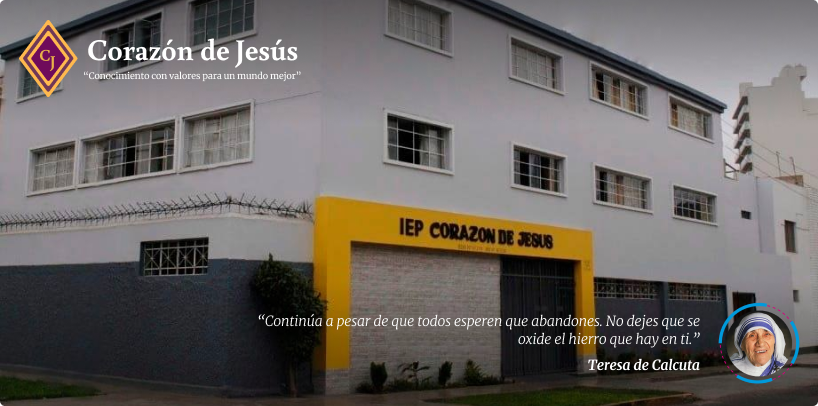 CJ
Corazón de Jesús
“Conocimiento con valores para un mundo mejor”
IEP CORAZON DE JESUS
“Continúa a pesar de que todos esperen que abandones. No dejes que se
oxide el hierro que hay en ti.”
Teresa de Calcuta